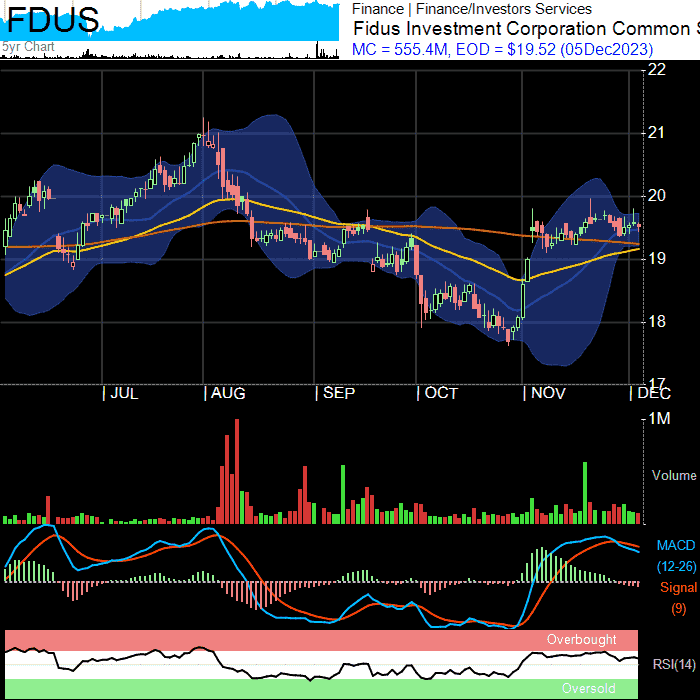 FDUS
5yr Chart
Finance | Finance/Investors Services
Fidus Investment Corporation Common S
MC = 555.4M, EOD = $19.52 (05Dec2023)
22
21
20
19
18
17
JUL
AUG
SEP
OCT
NOV
DEC
1M
Volume
MACD
(12-26)
Signal
(9)
Overbought
RSI(14)
Oversold